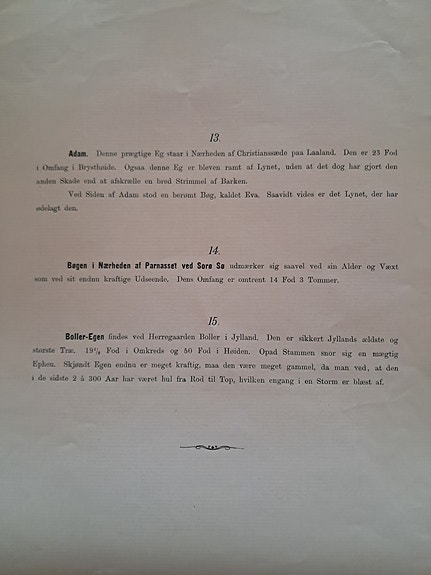 13.
Adam. Denne prægtige Eg staar i Nærheden af Christianssæde paa Laaland. Den er 23 Fod
i Omfang i Brysthøide. Ogsaa denne Eg er bleven ramt af Lynet, uden at det dog har gjort den
anden Skade end at afskrælle en bred Strimmel af Barken.
Ved Siden af Adam stod en berømt Bøg, kaldet Eva. Saavidt vides er det Lynet, der har
ødelagt den.
14.
Bøgen i Nærheden af Parnasset ved Sorø Sø udmærker sig saavel ved sin Alder og Væxt
som ved sit endnu kraftige Udseende. Dens Omfang er omtrent 14 Fod 3 Tommer.
15.
Boller-Egen findes ved Herregaarden Boller i Jylland. Den er sikkert Jyllands ældste og
største Træ. Fod i Omkreds og 50 Fod i Høiden. Opad Stammen snor sig en mægtig
Epheu. Skjøndt Egen endnu er meget kraftig, maa den være meget gammel, da man ved, at den
i de sidste 2 à 300 Aar har været hul fra Rod til Top, hvilken engang i en Storm er blæst af.